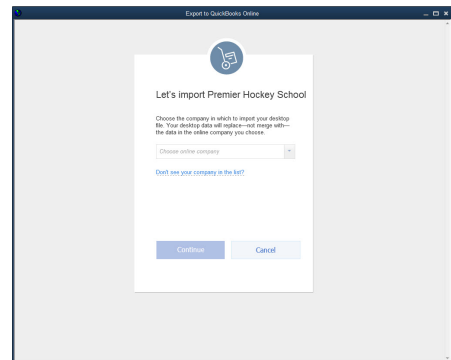 Export to QuickBooks Online
Let's import Premier Hockey School
Choose the company in which to import your desktop
file. Your desktop data will replace—not merge with—
the data in the online company you choose.
Choose online company
Don't see your company in the list?
Continue
Cancel